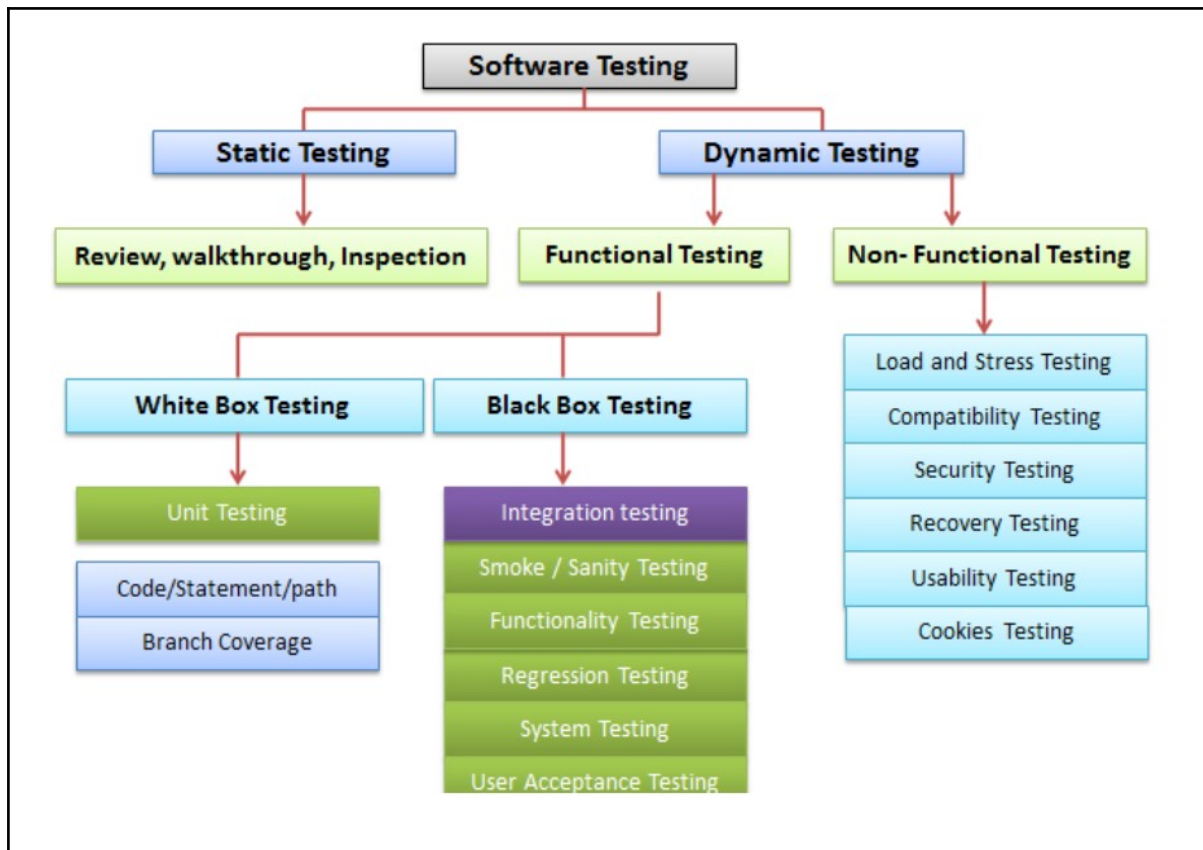 Software Testing
Static Testing
Dynamic Testing
Review, walkthrough, Inspection
Functional Testing
Non- Functional Testing
White Box Testing
Black Box Testing
Unit Testing
Code/Statement/path
Branch Coverage
Integration testing
Smoke / Sanity Testing
Functionality Testing
Regression Testing
System Testing
User Acceptance Testing
Load and Stress Testing
Compatibility Testing
Security Testing
Recovery Testing
Usability Testing
Cookies Testing